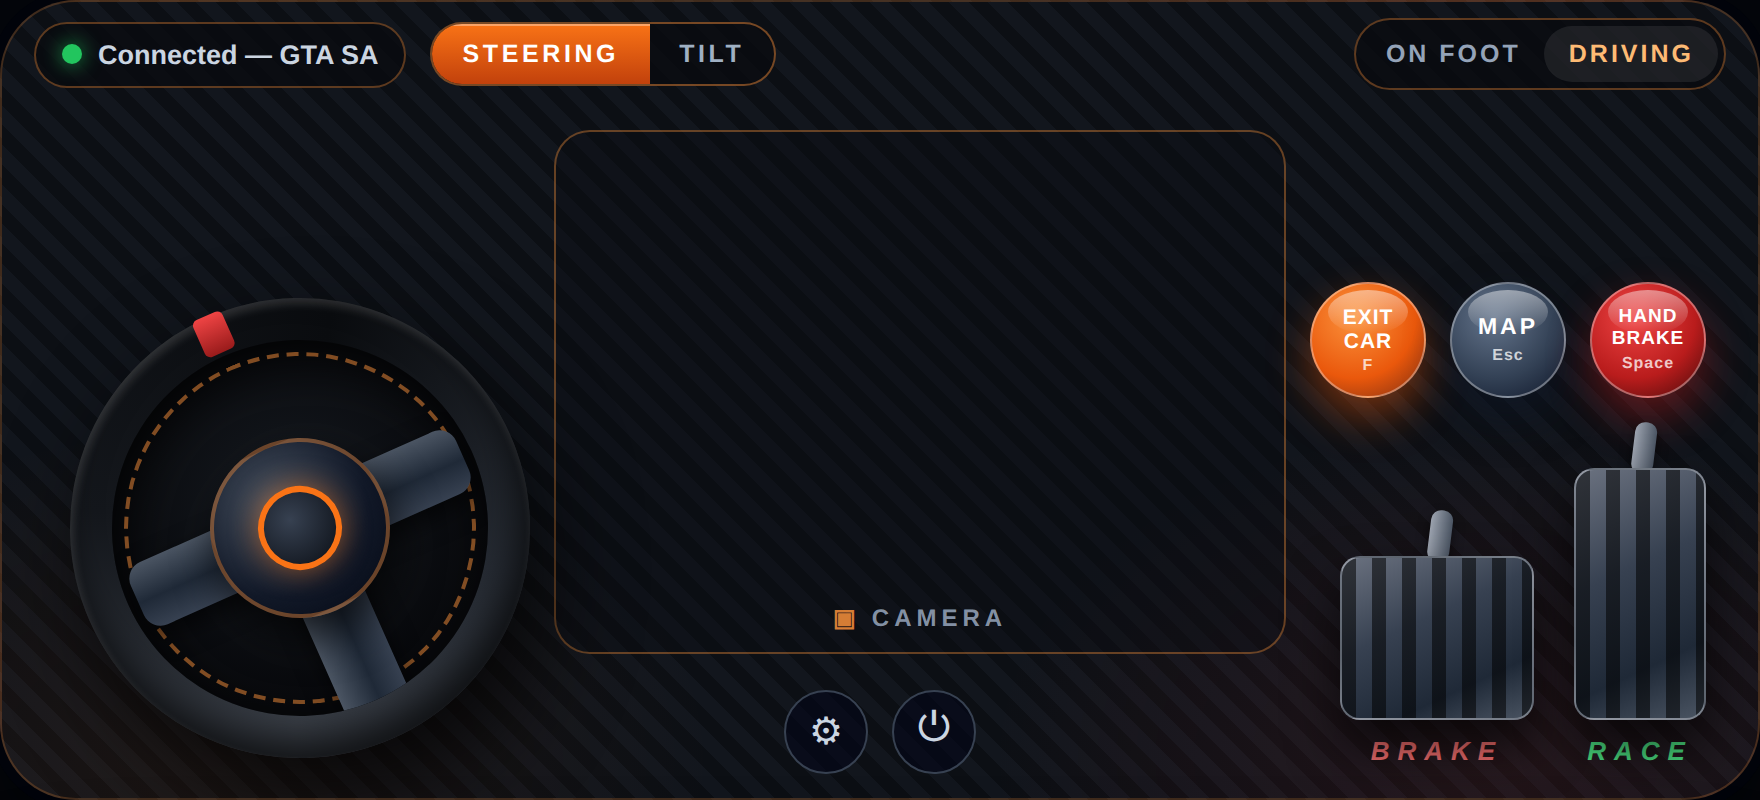 Connected — GTA SA
STEERING
TILT
ON FOOT
DRIVING
EXIT
CAR
F
MAP
Esc
HAND
BRAKE
Space
CAMERA
BRAKE
RACE